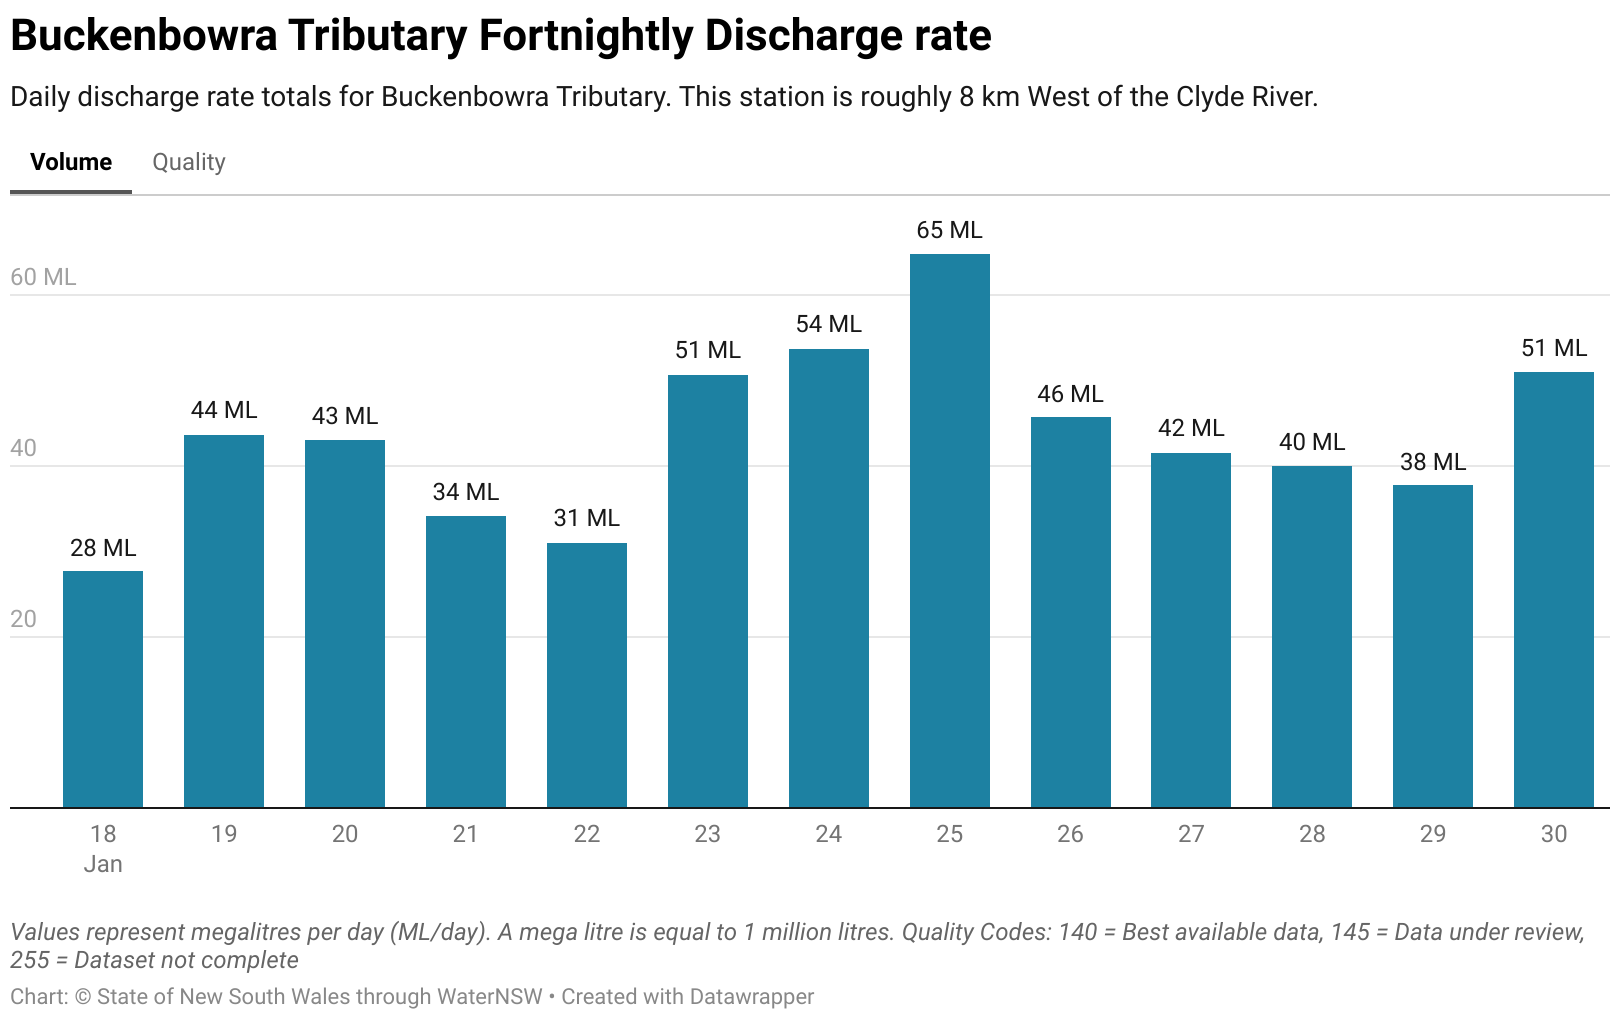 Buckenbowra Tributary Fortnightly Discharge rate
Daily discharge rate totals for Buckenbowra Tributary. This station is roughly 8 km West of the Clyde River.
Volume Quality
65 ML
60 ML
54 ML
51 ML
51 ML
46 ML
44 ML
43 ML
42 ML
40 ML
40
38 ML
34 ML
31 ML
28 ML
20
18 19 20 21 22 23 24 25 26 27 28 29 30
Jan
Values represent megalitres per day (ML/day). A mega litre is equal to 1 million litres. Quality Codes: 140 = Best available data, 145 = Data under review,
255 = Dataset not complete
Chart: © State of New South Wales through WaterNSW • Created with Datawrapper